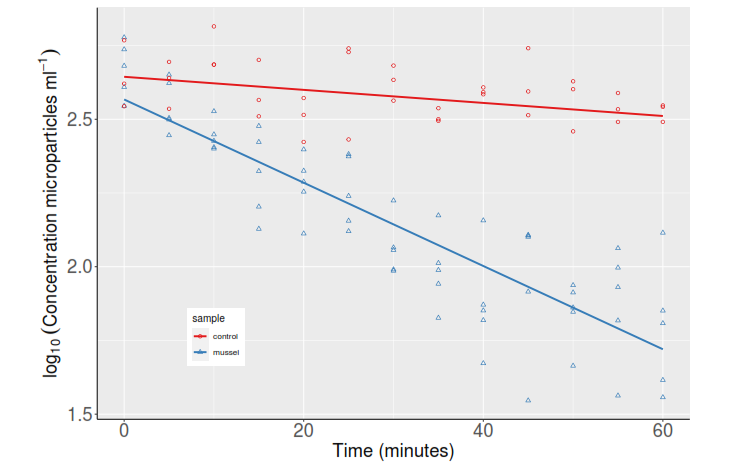 log₁₀ (Concentration microparticles ml⁻¹)
2.5
2.0
1.5
sample
control
mussel
0 20 40 60
Time (minutes)